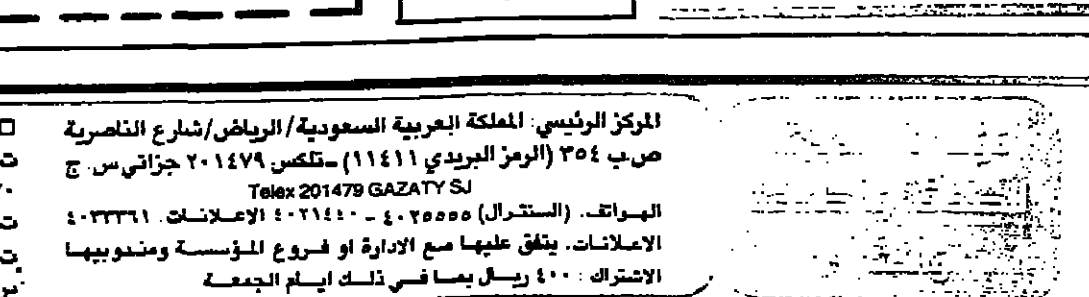 المركز الرئيسي: المملكة العربية السعودية/الرياض/شارع الناصرية
ص.ب ٣٥٤ (الرمز البريدي ١١٤١١) ـ تلكس ٢٠١٤٧٩ جزاتي س. ج
Telex 201479 GAZATY SJ
الهواتف. (السنترال) ٤٠٢٥٥٥٥ ـ ٤٠٢١٤٤٠ الاعلانات. ٤٠٢٣٣٦١
الاعلانات. يتفق عليها مع الادارة او فروع المؤسسة ومندوبيها
الاشتراك : ٤٠٠ ريال بما في ذلك ايام الجمعة